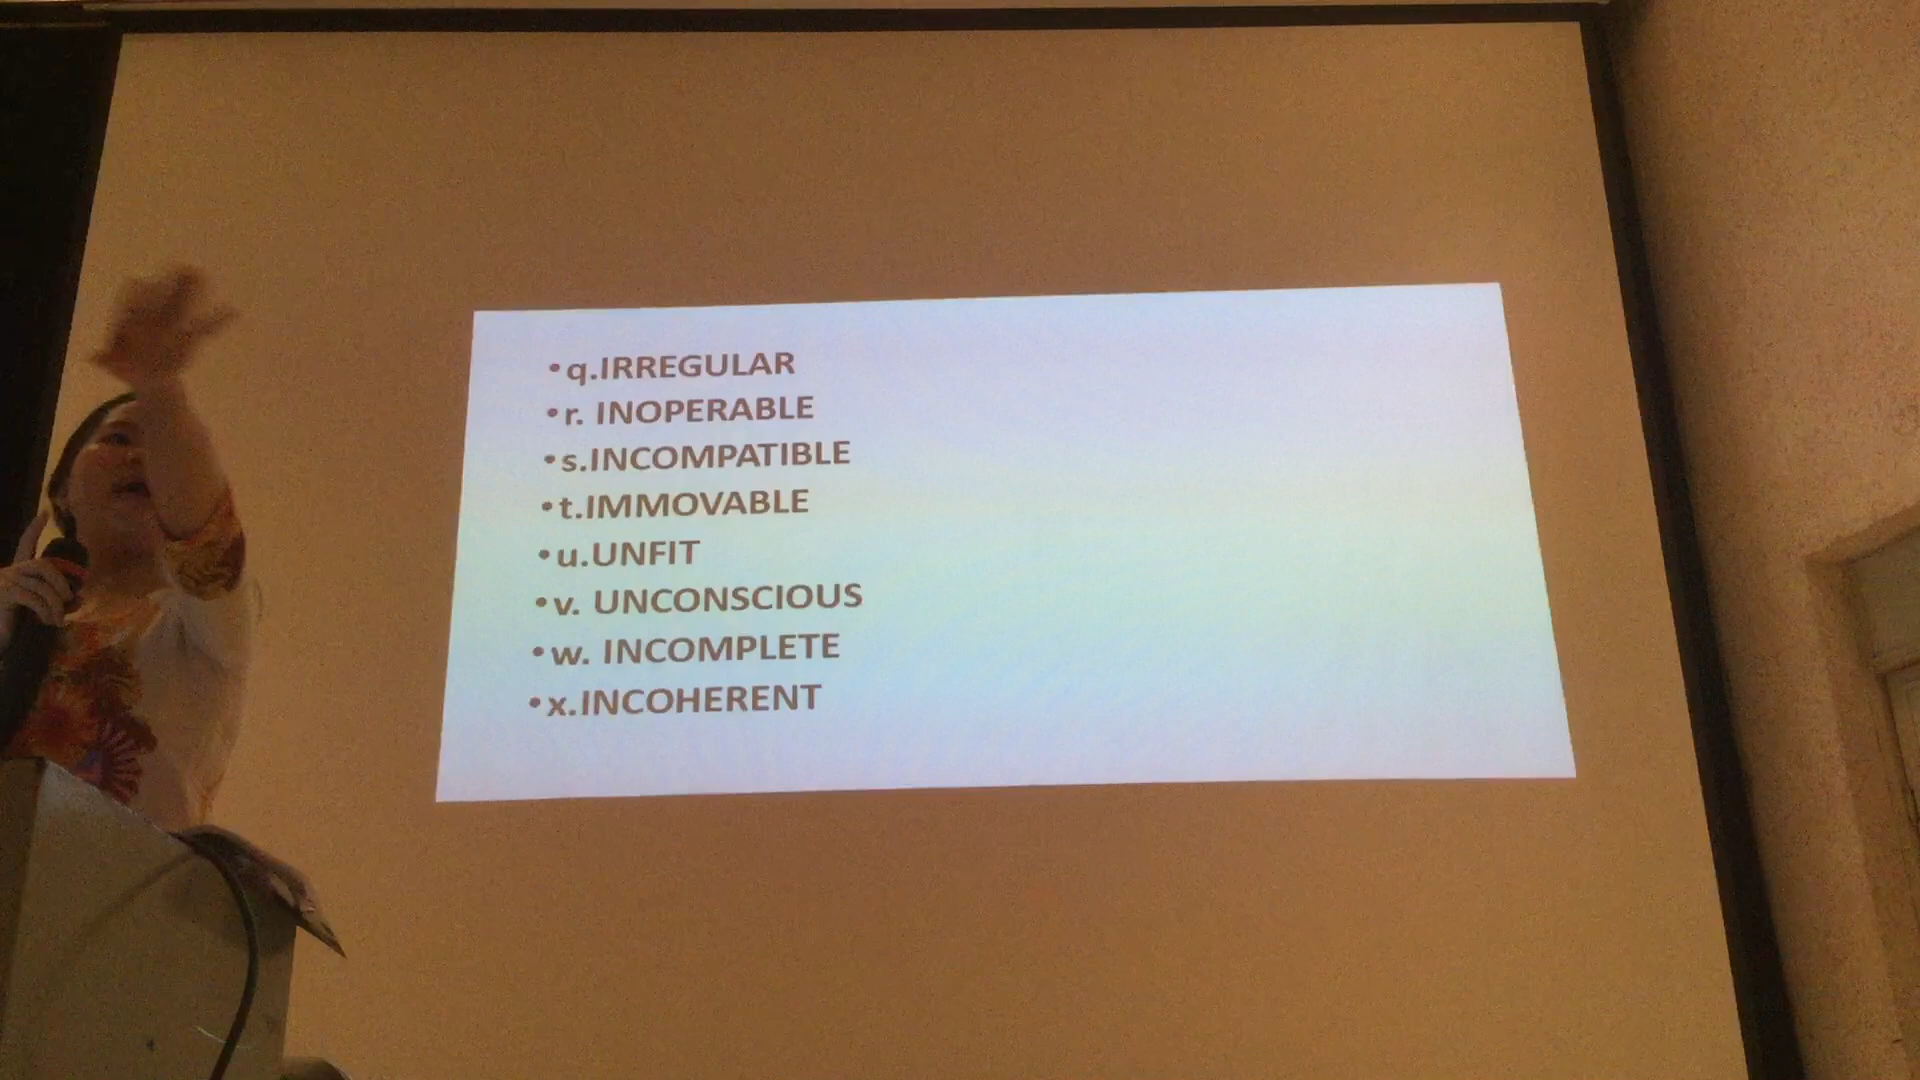 •q.IRREGULAR
•r. INOPERABLE
•s.INCOMPATIBLE
•t.IMMOVABLE
•u.UNFIT
•v. UNCONSCIOUS
•w. INCOMPLETE
•x.INCOHERENT